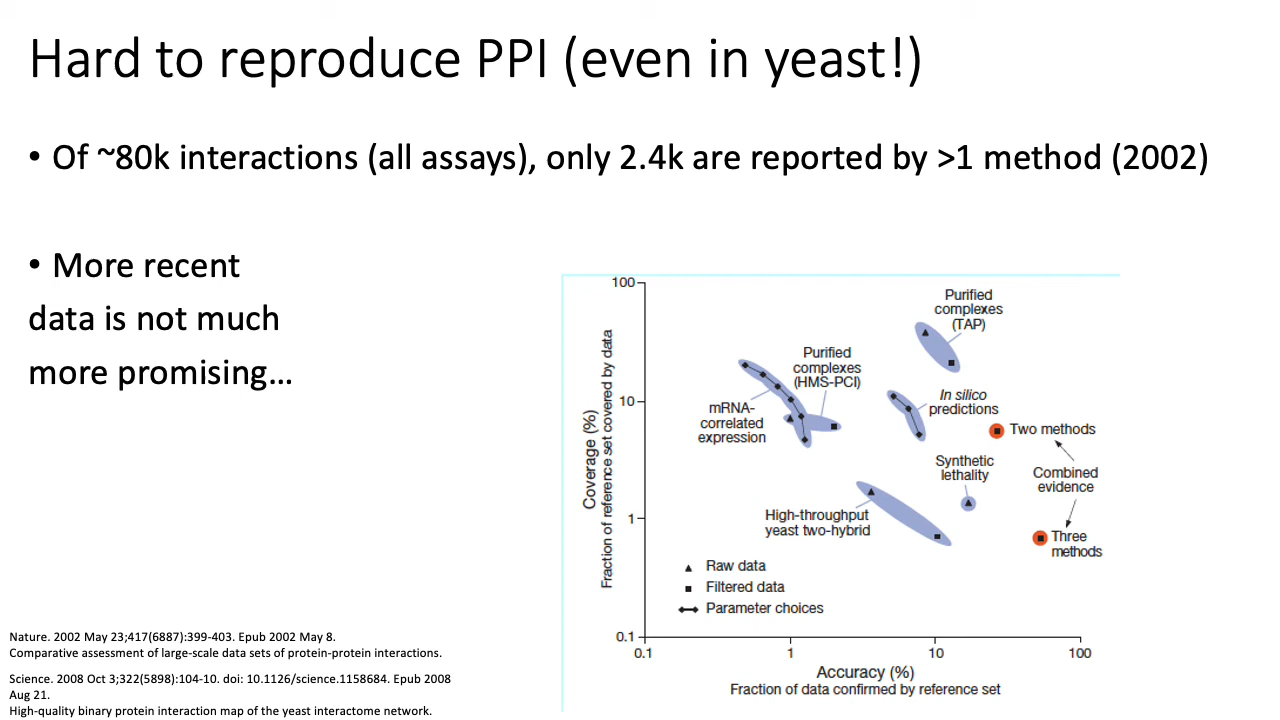 Hard to reproduce PPI (even in yeast!)
• Of ~80k interactions (all assays), only 2.4k are reported by >1 method (2002)
• More recent
data is not much
more promising…
100
10
1
0.1
0.1
1
10
100
Coverage (%)
Fraction of reference set covered by data
Accuracy (%)
Fraction of data confirmed by reference set
Purified
complexes
(TAP)
Purified
complexes
(HMS-PCI)
mRNA-
correlated
expression
In silico
predictions
Two methods
Synthetic
lethality
Combined
evidence
High-throughput
yeast two-hybrid
Three
methods
Raw data
Filtered data
Parameter choices
Nature. 2002 May 23;417(6887):399-403. Epub 2002 May 8.
Comparative assessment of large-scale data sets of protein-protein interactions.
Science. 2008 Oct 3;322(5898):104-10. doi: 10.1126/science.1158684. Epub 2008
Aug 21.
High-quality binary protein interaction map of the yeast interactome network.